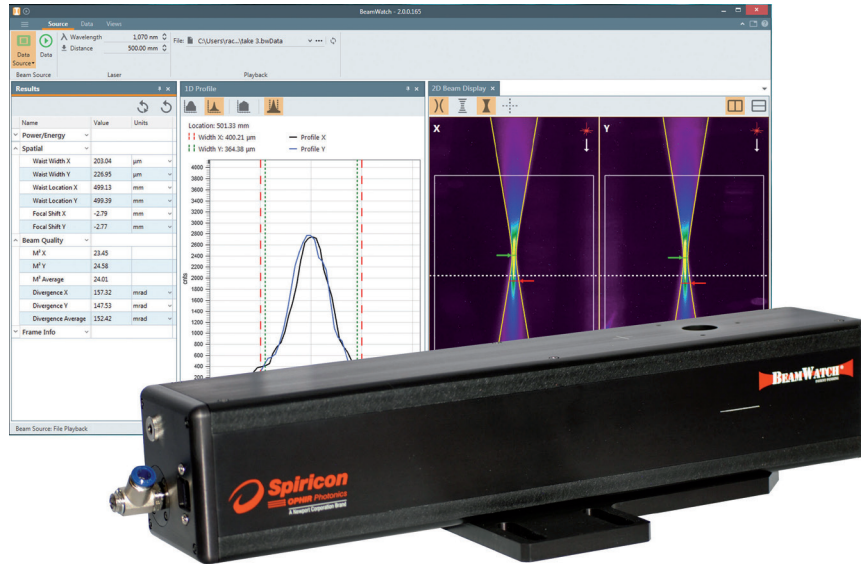 BeamWatch - 2.0.0.165
Source Data Views
Data Source
Data
Wavelength 1,070 nm
Distance 500.00 mm
File: C:\Users\rac...\take 3.bwData
Beam Source Laser Playback
Results
Name Value Units
Power/Energy
Spatial
Waist Width X 203.04 μm
Waist Width Y 226.95 μm
Waist Location X 499.13 mm
Waist Location Y 499.39 mm
Focal Shift X -2.79 mm
Focal Shift Y -2.77 mm
Beam Quality
M² X 23.45
M² Y 24.58
M² Average 24.01
Divergence X 157.32 mrad
Divergence Y 147.53 mrad
Divergence Average 152.42 mrad
Frame Info
Beam Source: File Playback
1D Profile
Location: 501.33 mm
Width X: 400.21 μm Profile X
Width Y: 364.38 μm Profile Y
4000
3800
3600
3400
3200
3000
2800
2600
2400
2200
2000
1800
1600
1400
1200
1000
800
600
400
200
cnts
2D Beam Display
X Y
BEAMWATCH®
Spiricon
OPHIR Photonics
A Newport Corporation Brand